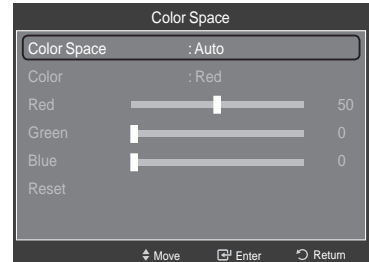 Color Space
Color Space : Auto
Color : Red
Red 50
Green 0
Blue 0
Reset
Move Enter Return